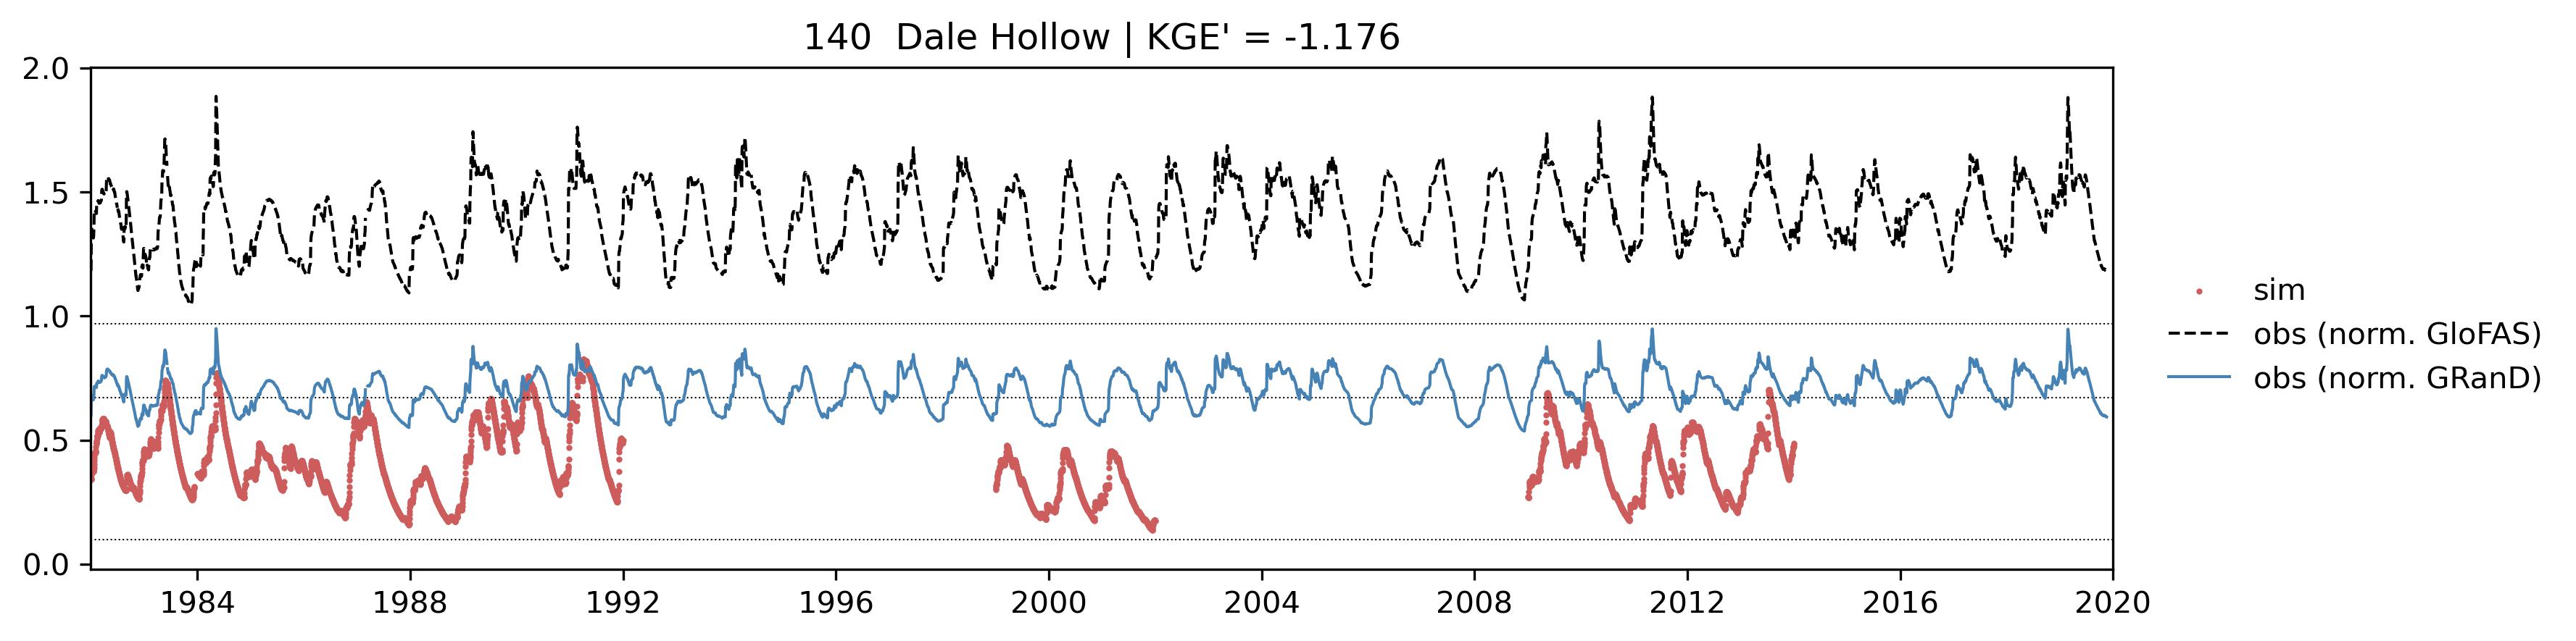 140  Dale Hollow | KGE' = -1.176
2.0
1.5
1.0
0.5
0.0
1984 1988 1992 1996 2000 2004 2008 2012 2016 2020
sim
obs (norm. GloFAS)
obs (norm. GRanD)